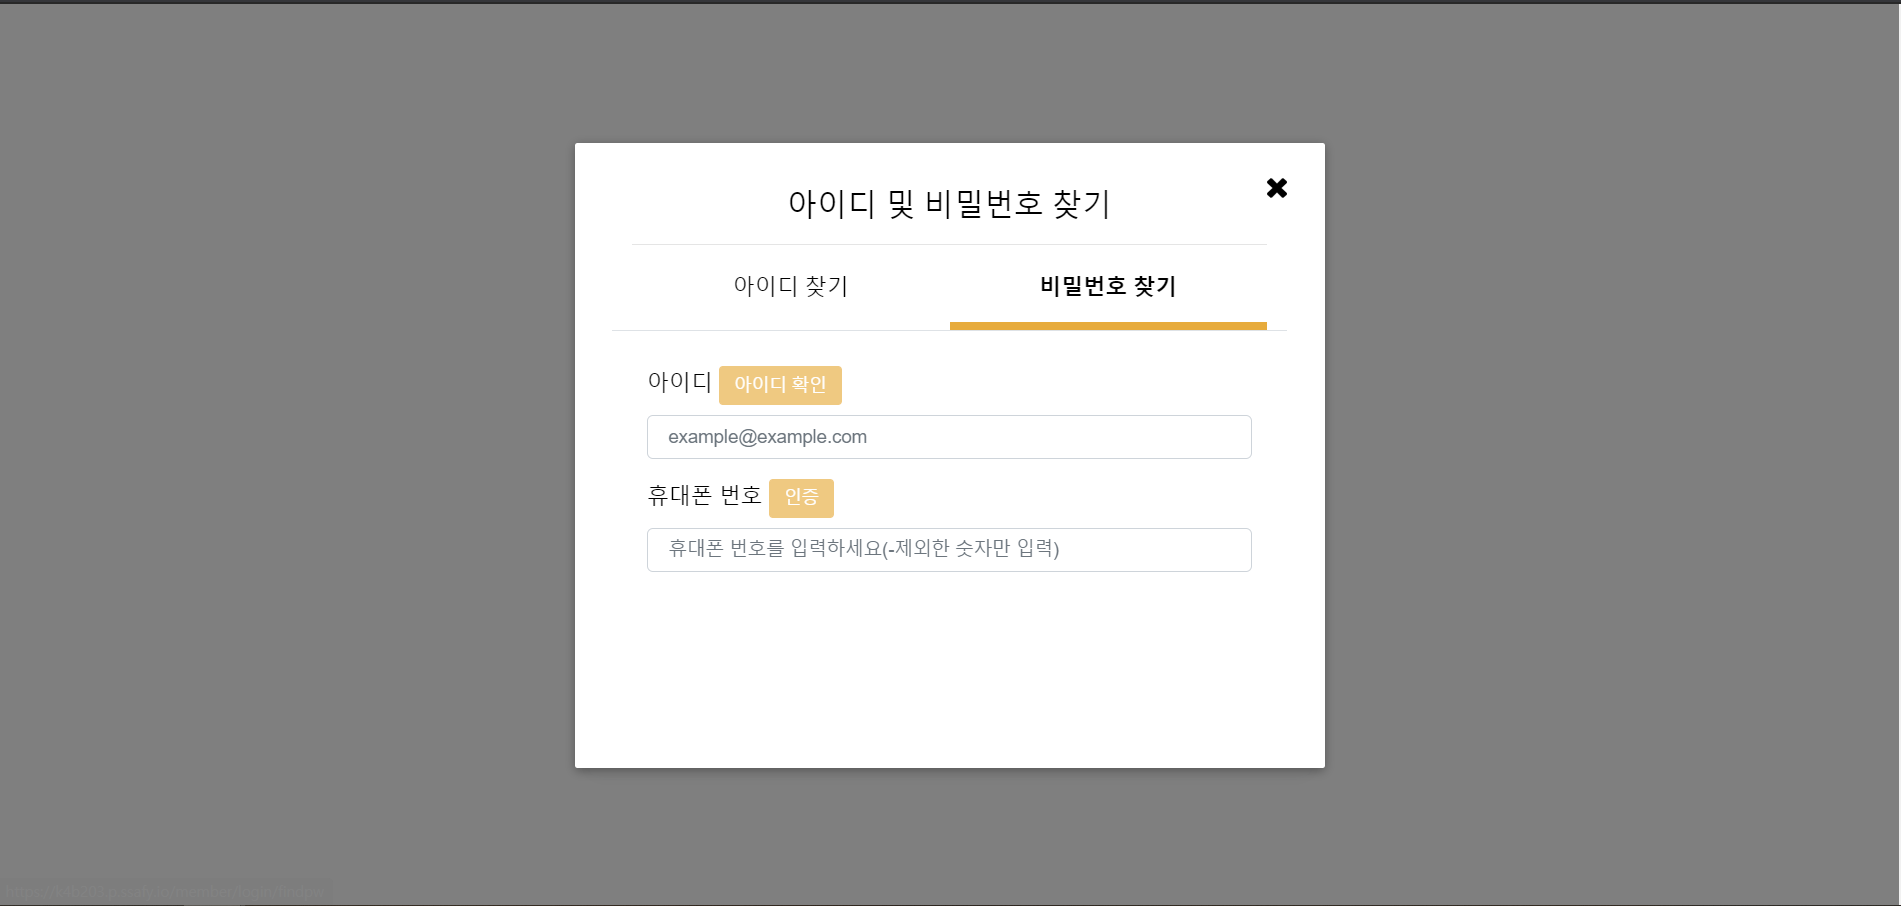 아이디 및 비밀번호 찾기
아이디 찾기
비밀번호 찾기
아이디 아이디 확인
example@example.com
휴대폰 번호 인증
휴대폰 번호를 입력하세요(-제외한 숫자만 입력)